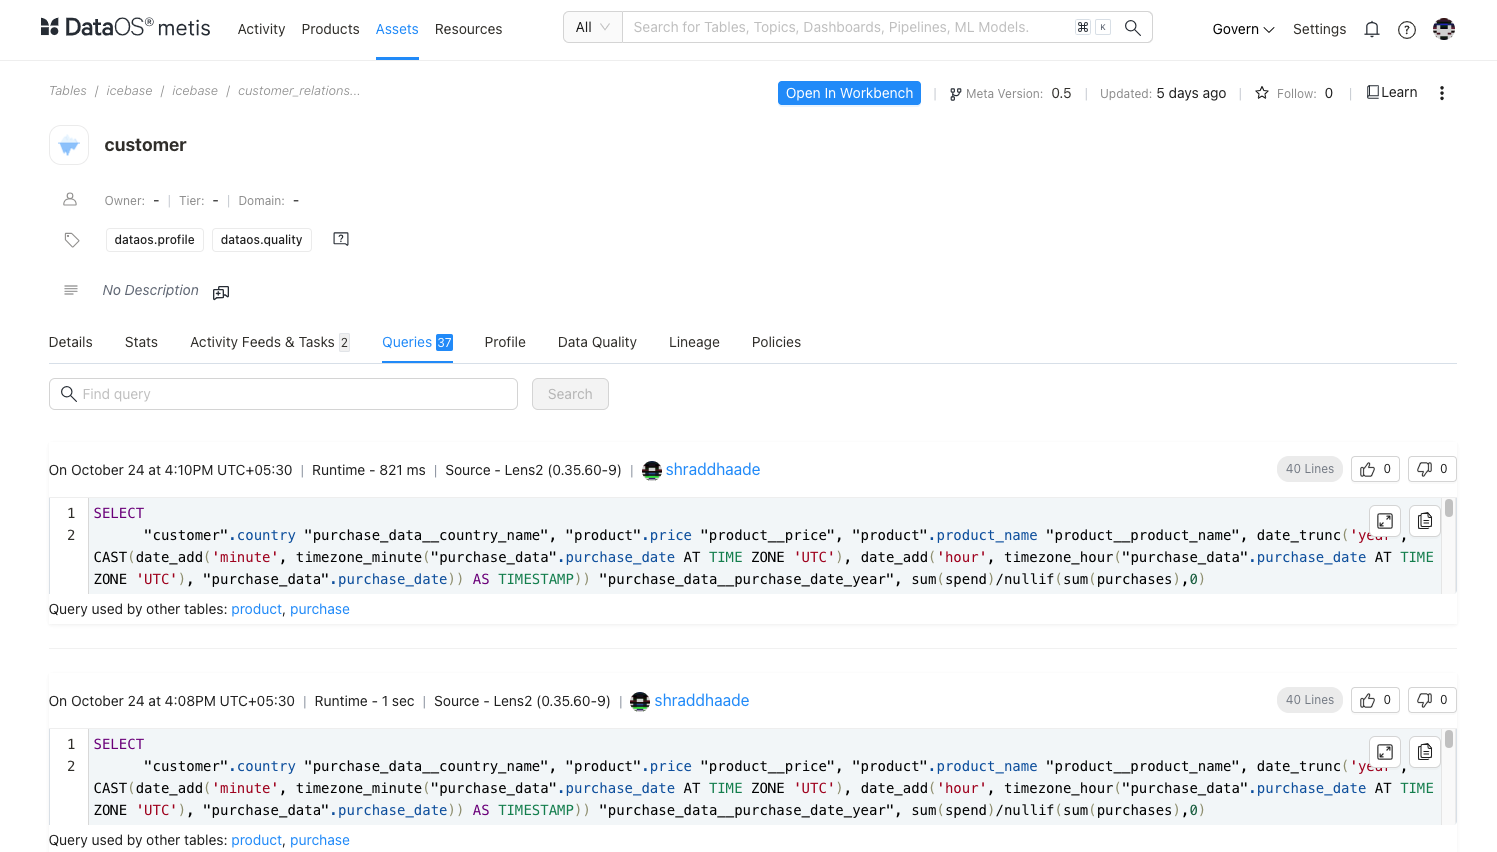 DataOS® metis Activity Products Assets Resources All Search for Tables, Topics, Dashboards, Pipelines, ML Models. ⌘ K Govern Settings
Tables / icebase / icebase / customer_relations... Open In Workbench | Meta Version: 0.5 | Updated: 5 days ago | Follow: 0 | Learn
customer
Owner: - | Tier: - | Domain: -
dataos.profile dataos.quality
No Description
Details Stats Activity Feeds & Tasks 2 Queries 37 Profile Data Quality Lineage Policies
Find query Search
On October 24 at 4:10PM UTC+05:30 | Runtime - 821 ms | Source - Lens2 (0.35.60-9) | shraddhaade 40 Lines 0 0
1 SELECT
2 "customer".country "purchase_data__country_name", "product".price "product__price", "product".product_name "product__product_name", date_trunc('year',
CAST(date_add('minute', timezone_minute("purchase_data".purchase_date AT TIME ZONE 'UTC'), date_add('hour', timezone_hour("purchase_data".purchase_date AT TIME
ZONE 'UTC'), "purchase_data".purchase_date)) AS TIMESTAMP)) "purchase_data__purchase_date_year", sum(spend)/nullif(sum(purchases),0)
Query used by other tables: product, purchase
On October 24 at 4:08PM UTC+05:30 | Runtime - 1 sec | Source - Lens2 (0.35.60-9) | shraddhaade 40 Lines 0 0
1 SELECT
2 "customer".country "purchase_data__country_name", "product".price "product__price", "product".product_name "product__product_name", date_trunc('year',
CAST(date_add('minute', timezone_minute("purchase_data".purchase_date AT TIME ZONE 'UTC'), date_add('hour', timezone_hour("purchase_data".purchase_date AT TIME
ZONE 'UTC'), "purchase_data".purchase_date)) AS TIMESTAMP)) "purchase_data__purchase_date_year", sum(spend)/nullif(sum(purchases),0)
Query used by other tables: product, purchase